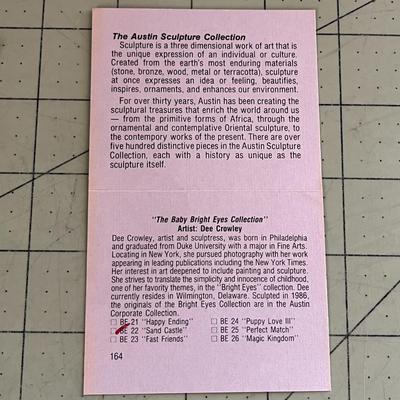 The Austin Sculpture Collection
Sculpture is a three dimensional work of art that is
the unique expression of an individual or culture.
Created from the earth's most enduring materials
(stone, bronze, wood, metal or terracotta), sculpture
at once expresses an idea or feeling, beautifies,
inspires, ornaments, and enhances our environment.
For over thirty years, Austin has been creating the
sculptural treasures that enrich the world around us
— from the primitive forms of Africa, through the
ornamental and contemplative Oriental sculpture, to
the contempory works of the present. There are over
five hundred distinctive pieces in the Austin Sculpture
Collection, each with a history as unique as the
sculpture itself.
"The Baby Bright Eyes Collection"
Artist: Dee Crowley
Dee Crowley, artist and sculptress, was born in Philadelphia
and graduated from Duke University with a major in Fine Arts.
Locating in New York, she pursued photography with her work
appearing in leading publications including the New York Times.
Her interest in art deepened to include painting and sculpture.
She strives to translate the simplicity and innocence of childhood,
one of her favority themes, in the "Bright Eyes" collection. Dee
currently resides in Wilmington, Delaware. Sculpted in 1986,
the originals of the Bright Eyes Collection are in the Austin
Corporate Collection.
☐ BE 21 "Happy Ending" ☐ BE 24 "Puppy Love III"
☐ BE 22 "Sand Castle" ☐ BE 25 "Perfect Match"
☐ BE 23 "Fast Friends" ☐ BE 26 "Magic Kingdom"
164